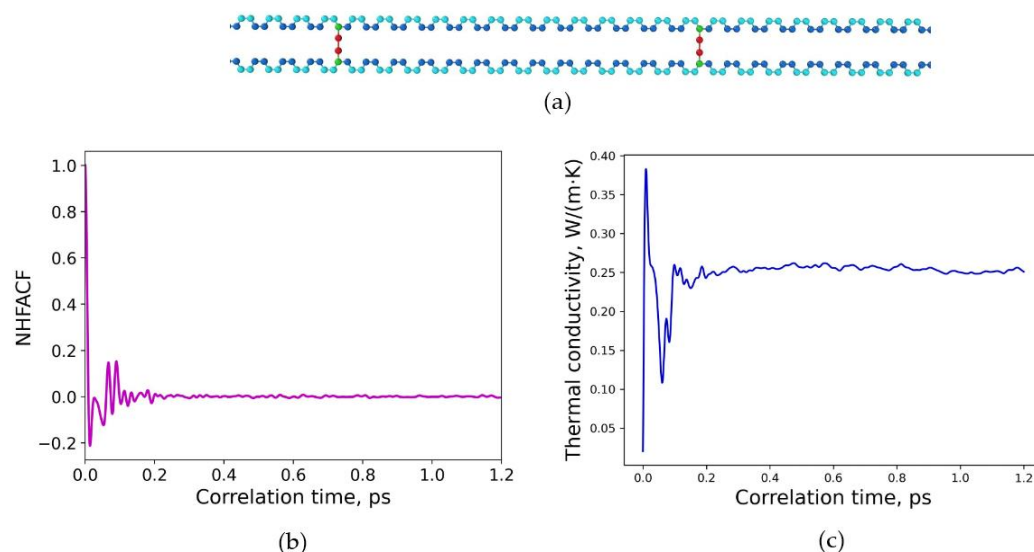 (a)
1.0
0.8
0.6
0.4
0.2
0.0
−0.2
NHFACF
0.0 0.2 0.4 0.6 0.8 1.0 1.2
Correlation time, ps
(b)
0.40
0.35
0.30
0.25
0.20
0.15
0.10
0.05
Thermal conductivity, W/(m·K)
0.0 0.2 0.4 0.6 0.8 1.0 1.2
Correlation time, ps
(c)